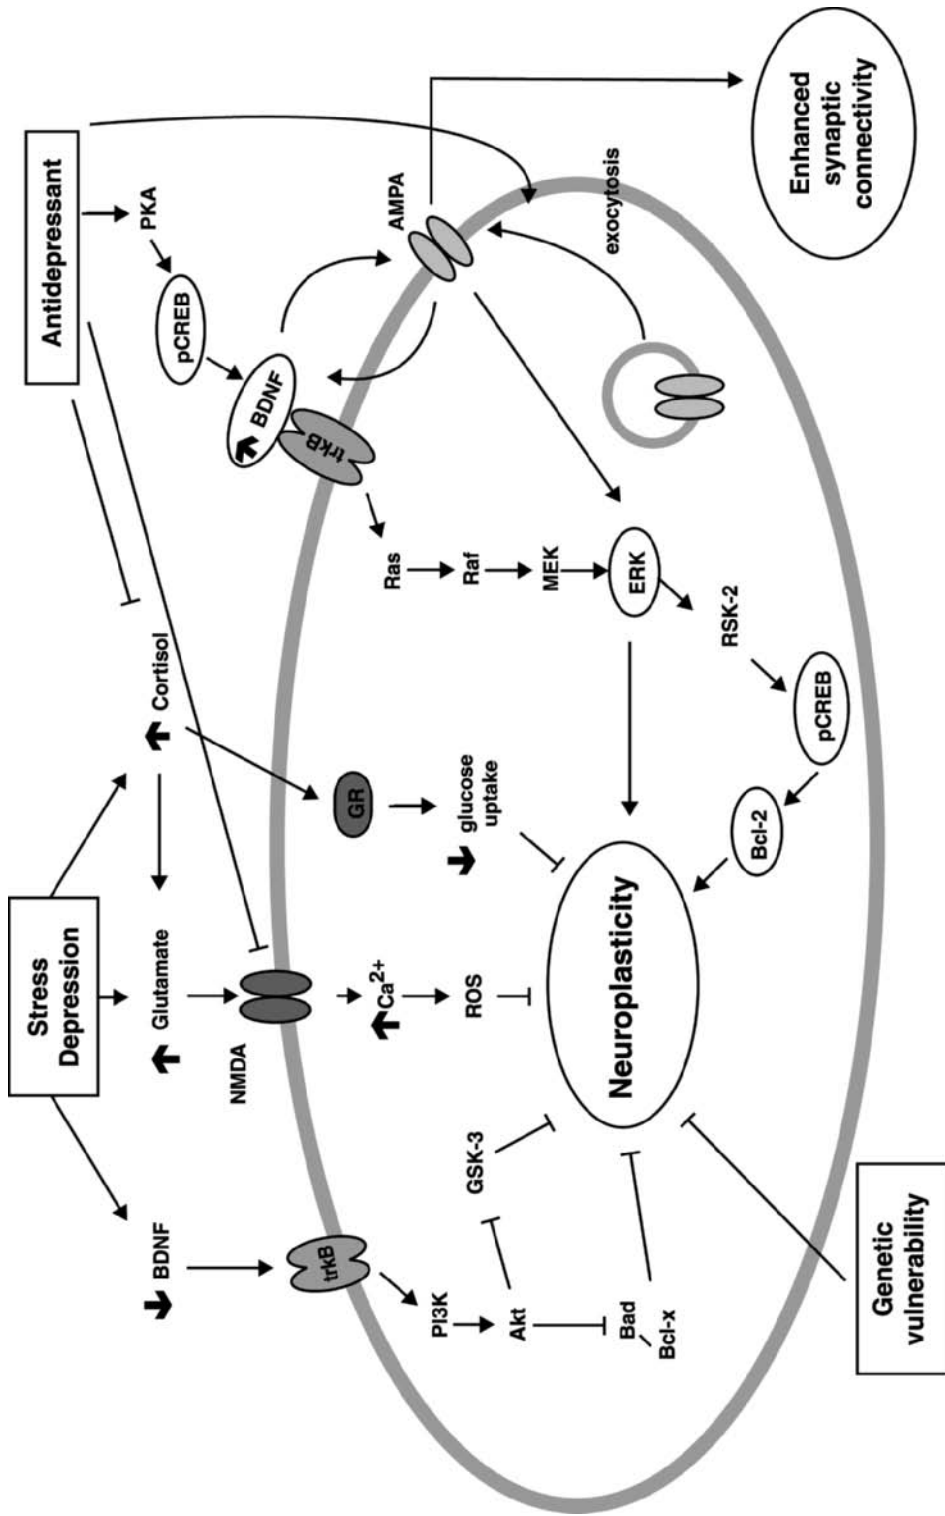 Stress
Depression
Antidepressant
BDNF
Glutamate
Cortisol
PKA
pCREB
BDNF
NMDA
trkB
GR
trkB
AMPA
PI3K
Akt
GSK-3
Bad
Bcl-x
Ca2+
ROS
glucose
uptake
Ras
Raf
MEK
ERK
RSK-2
pCREB
Bcl-2
exocytosis
Neuroplasticity
Genetic
vulnerability
Enhanced
synaptic
connectivity